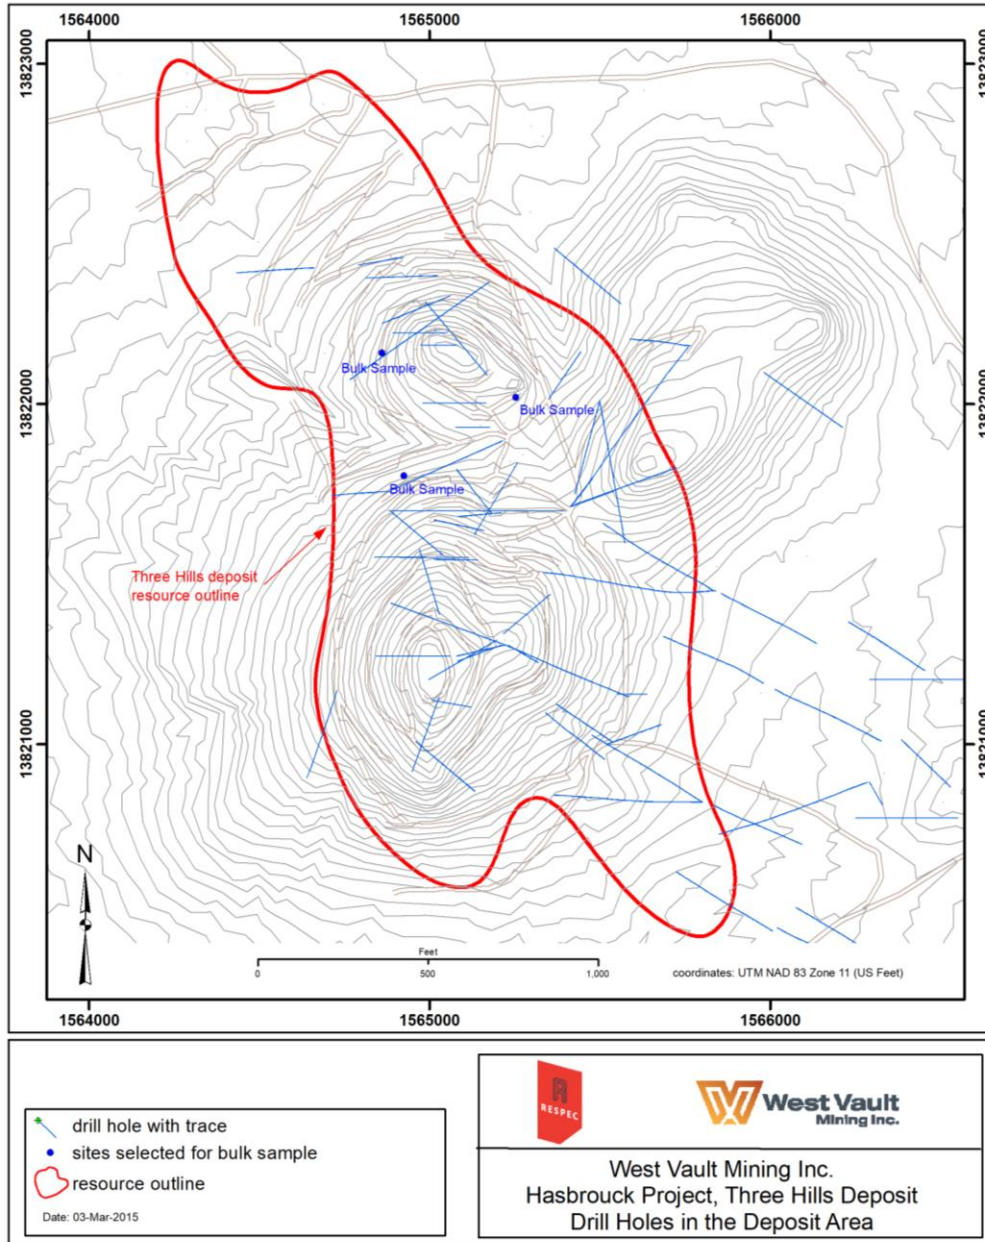 1564000 1565000 1566000
13823000 13823000
Bulk Sample
Bulk Sample
13822000 13822000
Bulk Sample
Three Hills deposit
resource outline
13821000 13821000
N
Feet
0 500 1,000
coordinates: UTM NAD 83 Zone 11 (US Feet)
1564000 1565000 1566000
drill hole with trace
sites selected for bulk sample
resource outline
Date: 03-Mar-2015
RESPEC
West Vault
Mining Inc.
West Vault Mining Inc.
Hasbrouck Project, Three Hills Deposit
Drill Holes in the Deposit Area